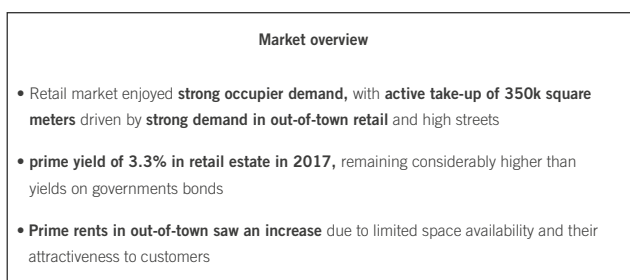 Market overview
• Retail market enjoyed strong occupier demand, with active take-up of 350k square
meters driven by strong demand in out-of-town retail and high streets
• prime yield of 3.3% in retail estate in 2017, remaining considerably higher than
yields on governments bonds
• Prime rents in out-of-town saw an increase due to limited space availability and their
attractiveness to customers